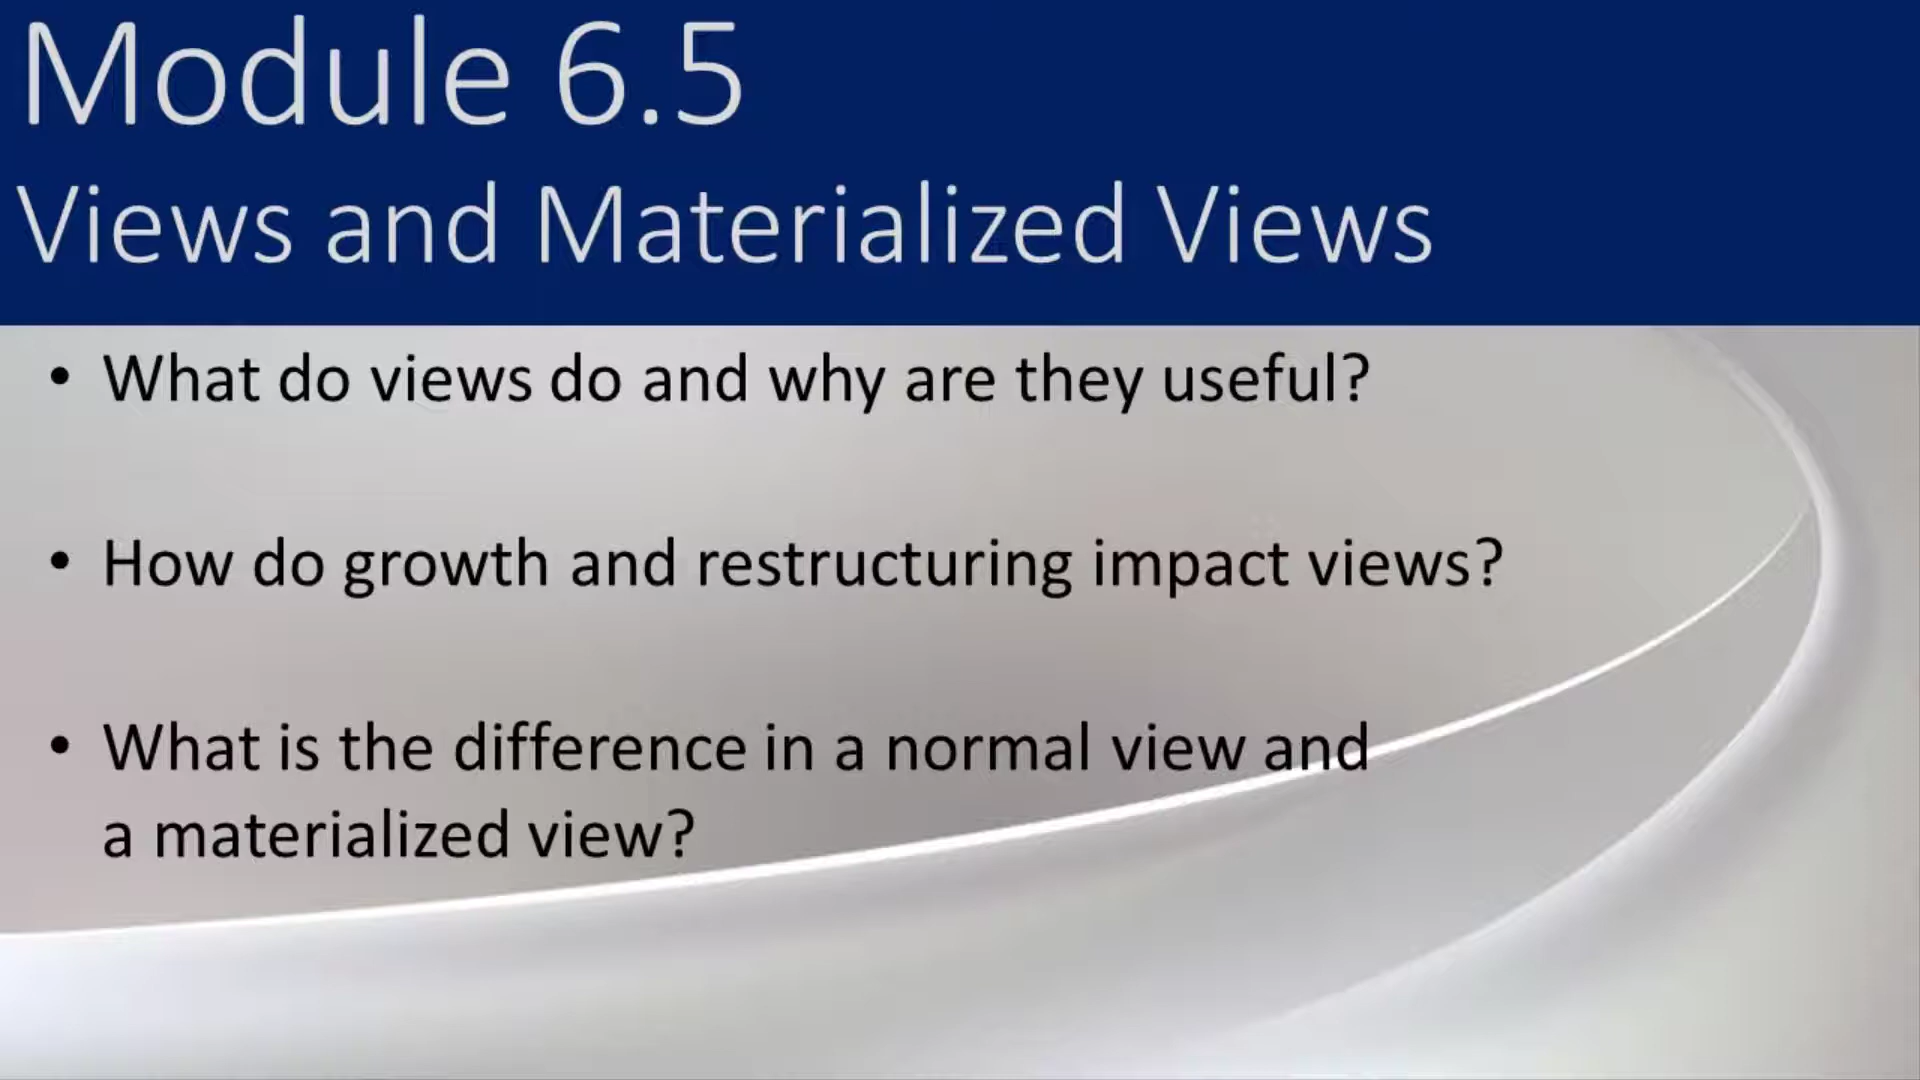 Module 6.5
Views and Materialized Views
• What do views do and why are they useful?
• How do growth and restructuring impact views?
• What is the difference in a normal view and
a materialized view?